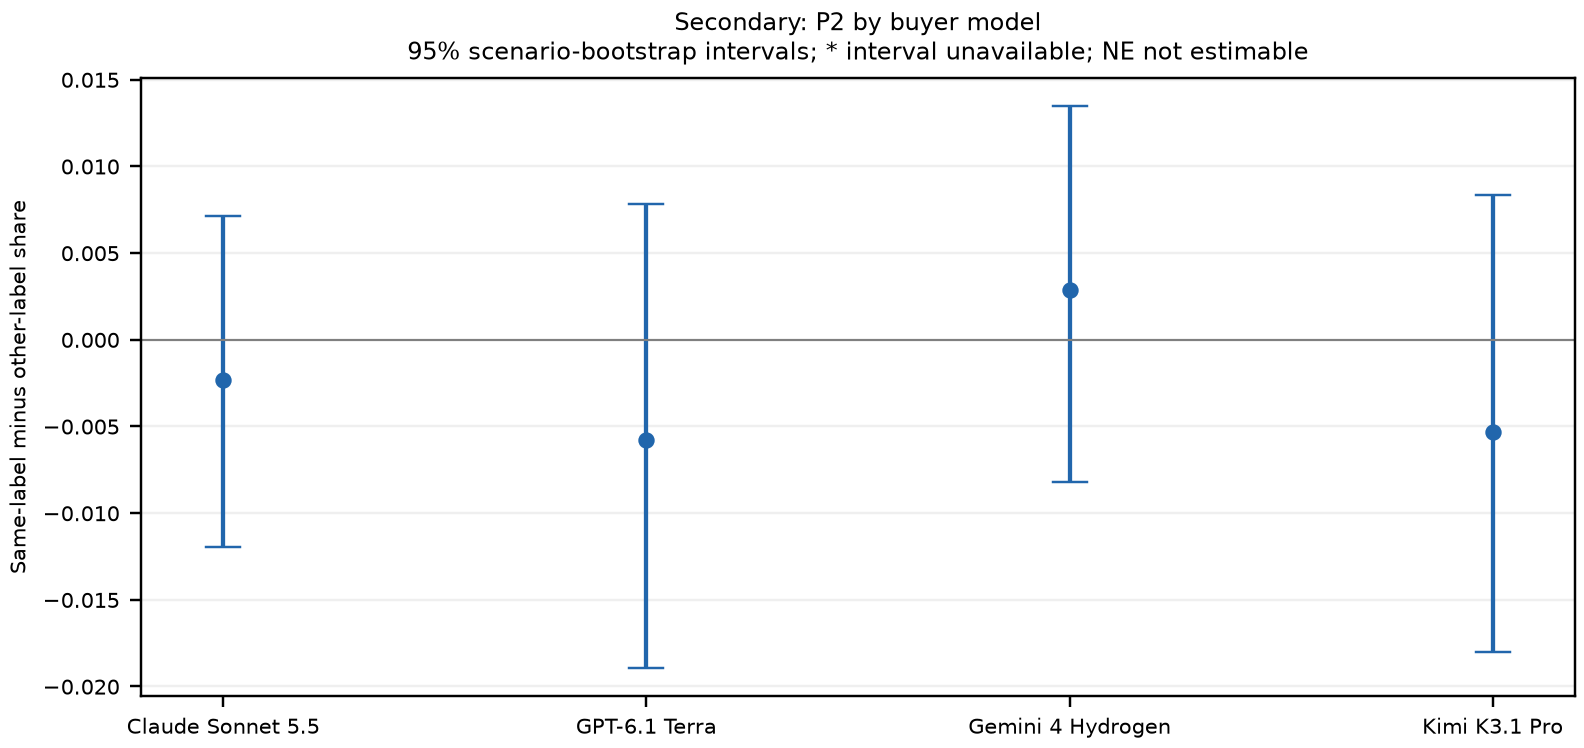 Secondary: P2 by buyer model
95% scenario-bootstrap intervals; * interval unavailable; NE not estimable
Same-label minus other-label share
0.015
0.010
0.005
0.000
−0.005
−0.010
−0.015
−0.020
Claude Sonnet 5.5
GPT-6.1 Terra
Gemini 4 Hydrogen
Kimi K3.1 Pro